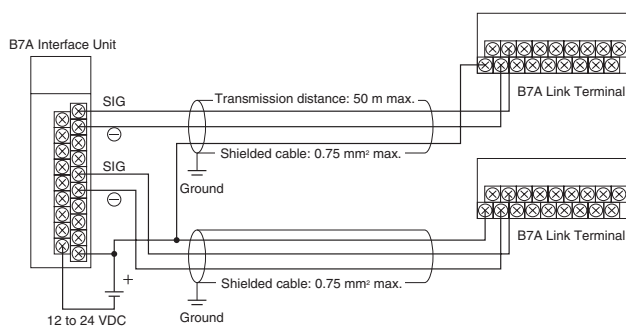 B7A Interface Unit
SIG
⊖
Transmission distance: 50 m max.
B7A Link Terminal
SIG
Shielded cable: 0.75 mm² max.
⊖
Ground
B7A Link Terminal
+
Shielded cable: 0.75 mm² max.
12 to 24 VDC
Ground